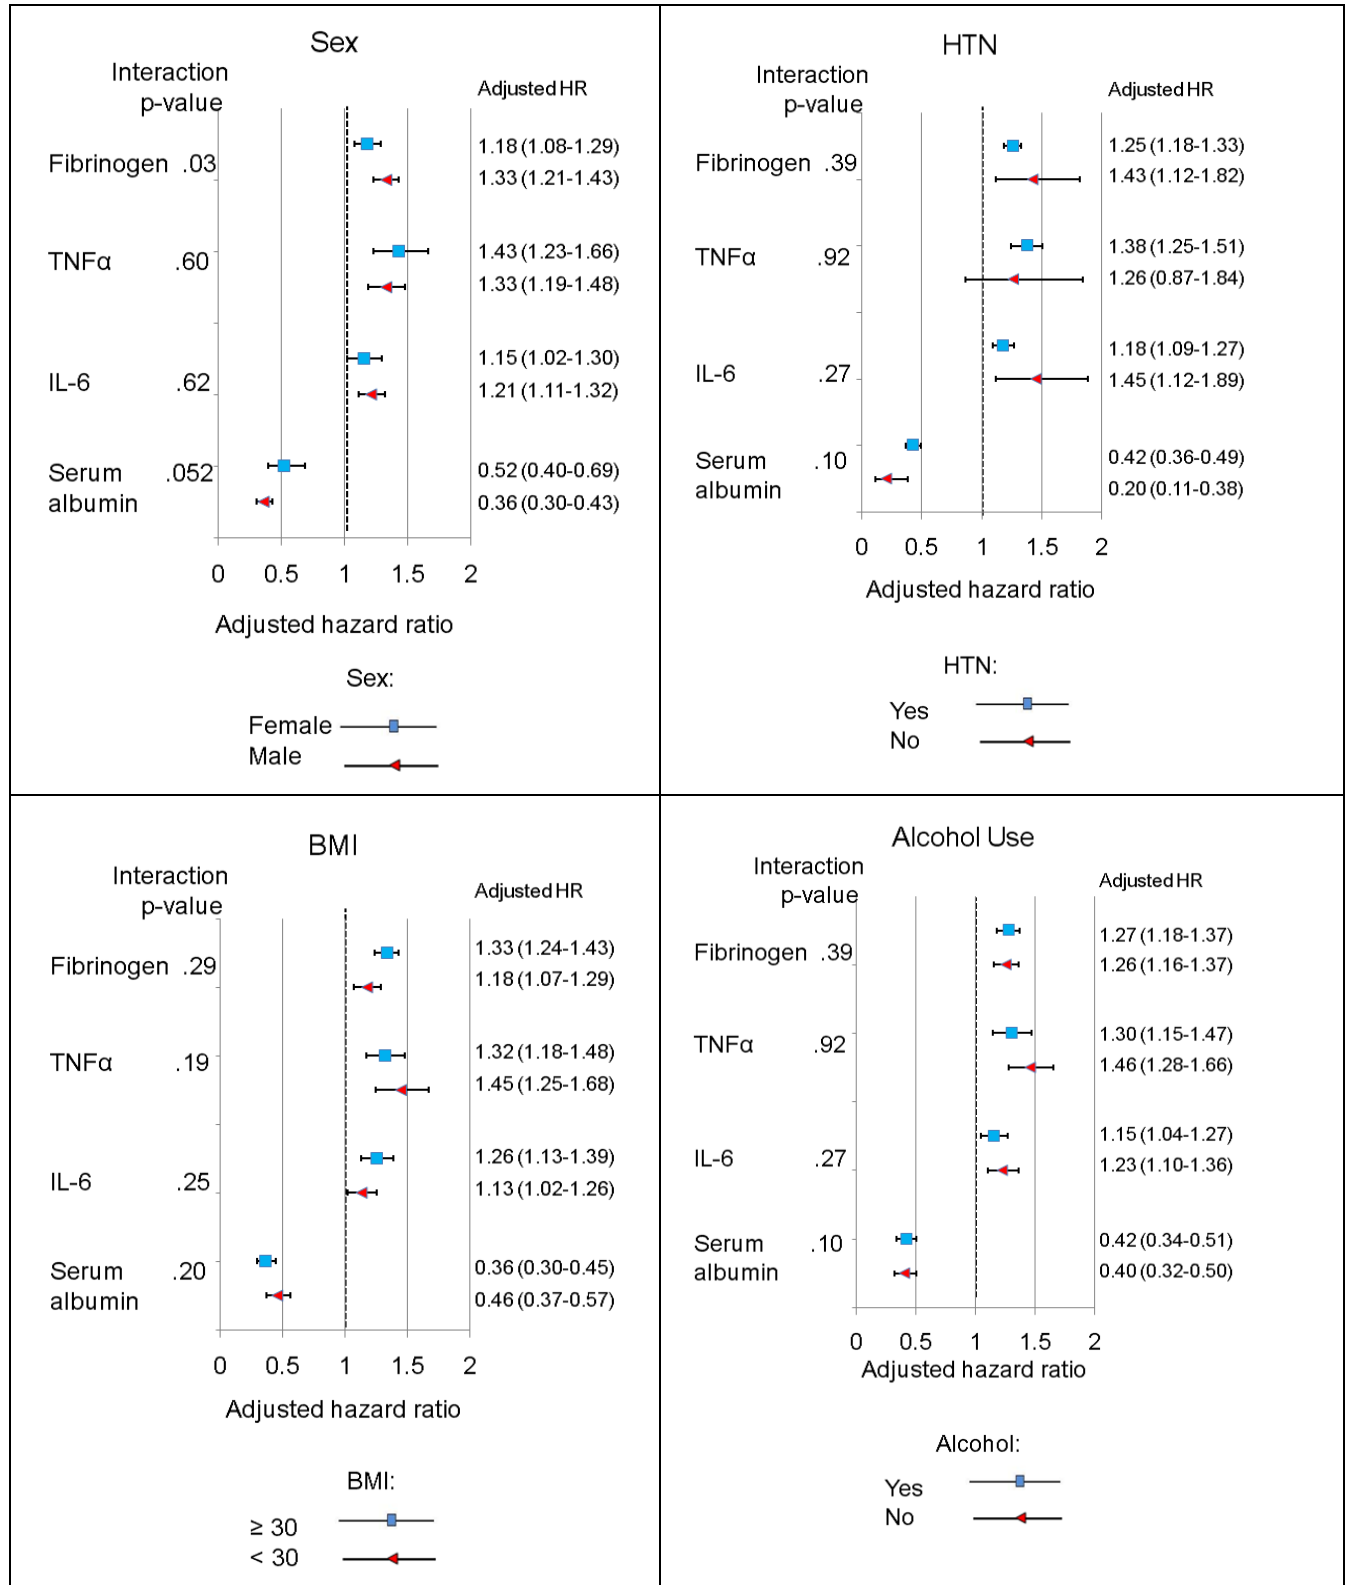 Sex
Interaction
p-value
Adjusted HR
Fibrinogen .03
1.18 (1.08-1.29)
1.33 (1.21-1.43)
TNFα .60
1.43 (1.23-1.66)
1.33 (1.19-1.48)
IL-6 .62
1.15 (1.02-1.30)
1.21 (1.11-1.32)
Serum
albumin
.052
0.52 (0.40-0.69)
0.36 (0.30-0.43)
0 0.5 1 1.5 2
Adjusted hazard ratio
Sex:
Female
Male
HTN
Interaction
p-value
Adjusted HR
Fibrinogen .39
1.25 (1.18-1.33)
1.43 (1.12-1.82)
TNFα .92
1.38 (1.25-1.51)
1.26 (0.87-1.84)
IL-6 .27
1.18 (1.09-1.27)
1.45 (1.12-1.89)
Serum
albumin
.10
0.42 (0.36-0.49)
0.20 (0.11-0.38)
0 0.5 1 1.5 2
Adjusted hazard ratio
HTN:
Yes
No
BMI
Interaction
p-value
Adjusted HR
Fibrinogen .29
1.33 (1.24-1.43)
1.18 (1.07-1.29)
TNFα .19
1.32 (1.18-1.48)
1.45 (1.25-1.68)
IL-6 .25
1.26 (1.13-1.39)
1.13 (1.02-1.26)
Serum
albumin
.20
0.36 (0.30-0.45)
0.46 (0.37-0.57)
0 0.5 1 1.5 2
Adjusted hazard ratio
BMI:
≥ 30
< 30
Alcohol Use
Interaction
p-value
Adjusted HR
Fibrinogen .39
1.27 (1.18-1.37)
1.26 (1.16-1.37)
TNFα .92
1.30 (1.15-1.47)
1.46 (1.28-1.66)
IL-6 .27
1.15 (1.04-1.27)
1.23 (1.10-1.36)
Serum
albumin
.10
0.42 (0.34-0.51)
0.40 (0.32-0.50)
0 0.5 1 1.5 2
Adjusted hazard ratio
Alcohol:
Yes
No